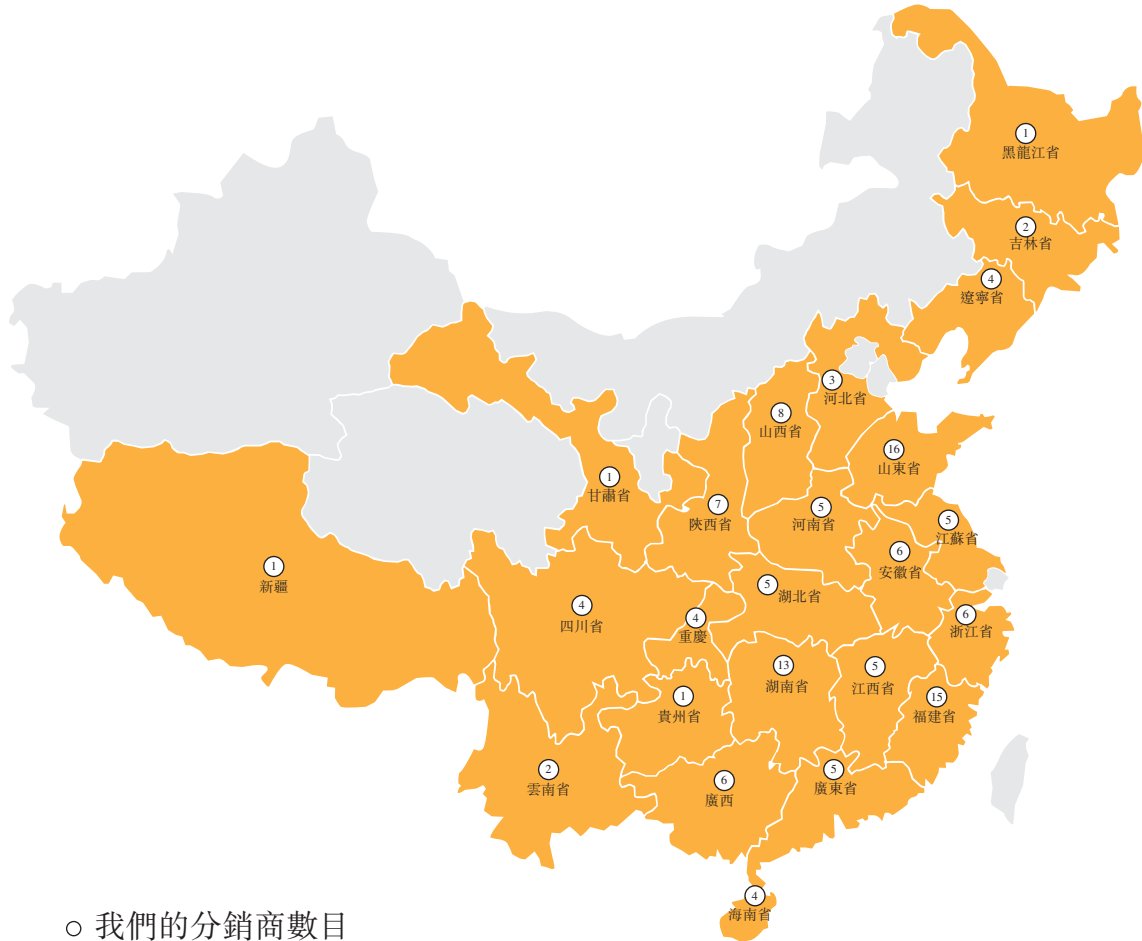 1
黑龍江省
2
吉林省
4
遼寧省
3
河北省
8
山西省
16
山東省
1
甘肅省
7
陝西省
5
河南省
5
江蘇省
6
安徽省
1
新疆
4
四川省
4
重慶
5
湖北省
6
浙江省
13
湖南省
5
江西省
1
貴州省
15
福建省
2
雲南省
6
廣西
5
廣東省
4
海南省
○ 我們的分銷商數目